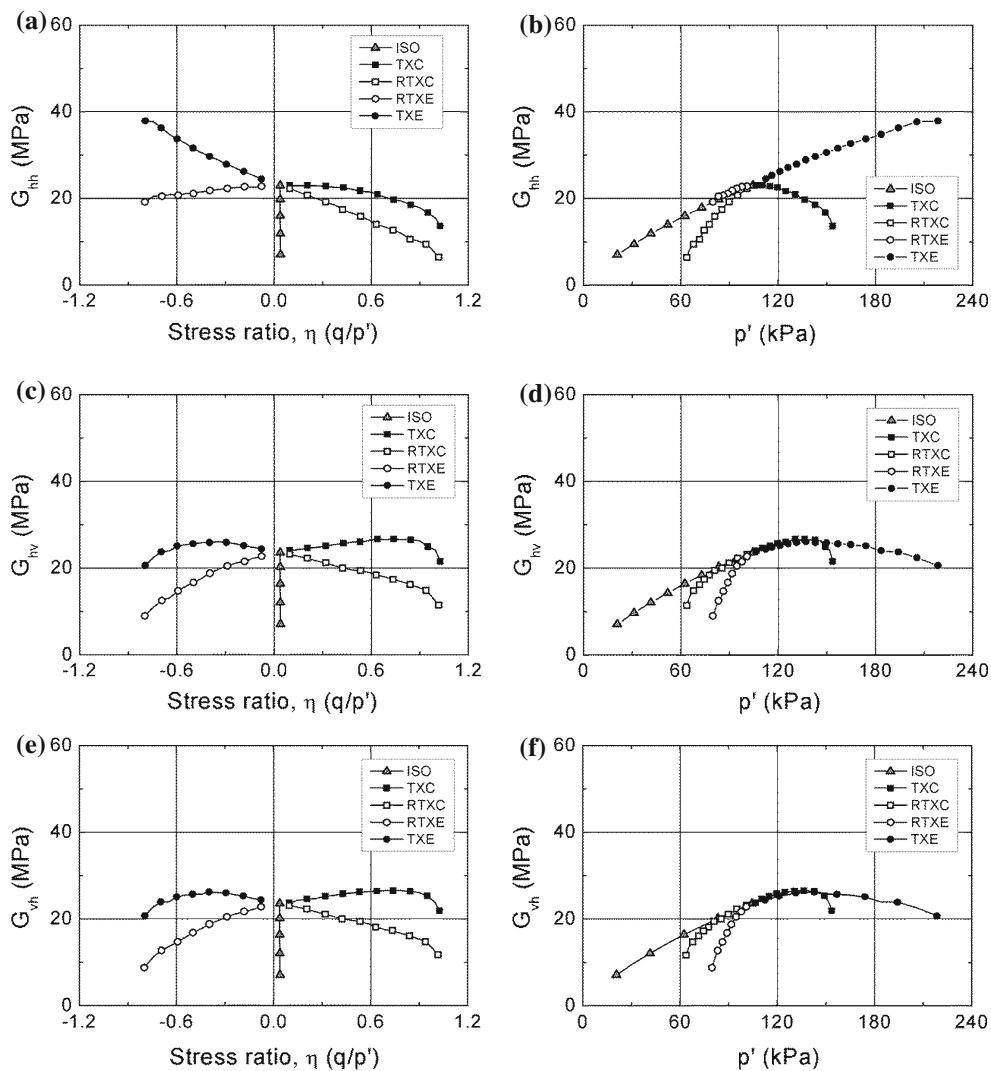 (a)
60
40
20
0
G_hh (MPa)
ISO
TXC
RTXC
RTXE
TXE
-1.2 -0.6 0.0 0.6 1.2
Stress ratio, η (q/p')
(b)
60
40
20
0
G_hh (MPa)
ISO
TXC
RTXC
RTXE
TXE
0 60 120 180 240
p' (kPa)
(c)
60
40
20
0
G_hv (MPa)
ISO
TXC
RTXC
RTXE
TXE
-1.2 -0.6 0.0 0.6 1.2
Stress ratio, η (q/p')
(d)
60
40
20
0
G_hv (MPa)
ISO
TXC
RTXC
RTXE
TXE
0 60 120 180 240
p' (kPa)
(e)
60
40
20
0
G_vh (MPa)
ISO
TXC
RTXC
RTXE
TXE
-1.2 -0.6 0.0 0.6 1.2
Stress ratio, η (q/p')
(f)
60
40
20
0
G_vh (MPa)
ISO
TXC
RTXC
RTXE
TXE
0 60 120 180 240
p' (kPa)